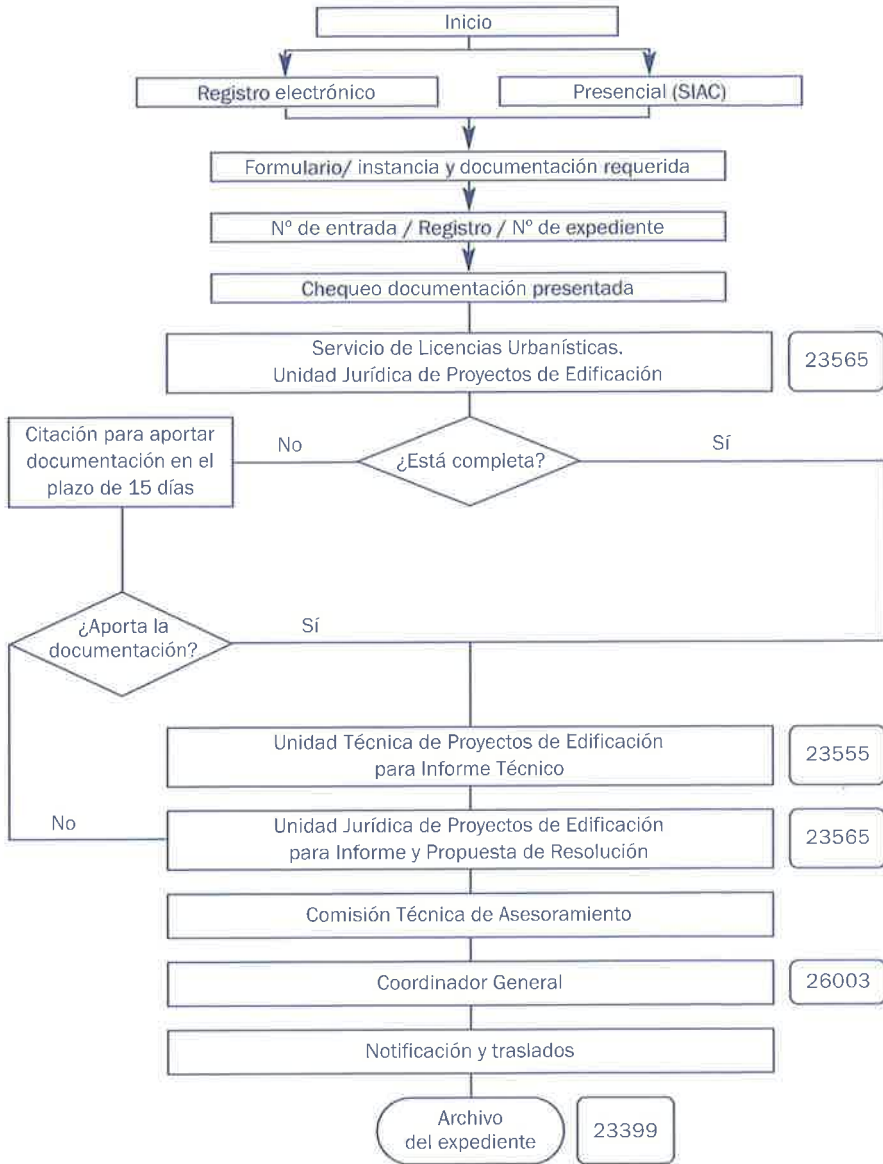 Inicio
Registro electrónico
Presencial (SIAC)
Formulario/ instancia y documentación requerida
Nº de entrada / Registro / Nº de expediente
Chequeo documentación presentada
Servicio de Licencias Urbanísticas.
Unidad Jurídica de Proyectos de Edificación
23565
Citación para aportar
documentación en el
plazo de 15 días
No
¿Está completa?
Sí
¿Aporta la
documentación?
Sí
Unidad Técnica de Proyectos de Edificación
para Informe Técnico
23555
No
Unidad Jurídica de Proyectos de Edificación
para Informe y Propuesta de Resolución
23565
Comisión Técnica de Asesoramiento
Coordinador General
26003
Notificación y traslados
Archivo
del expediente
23399